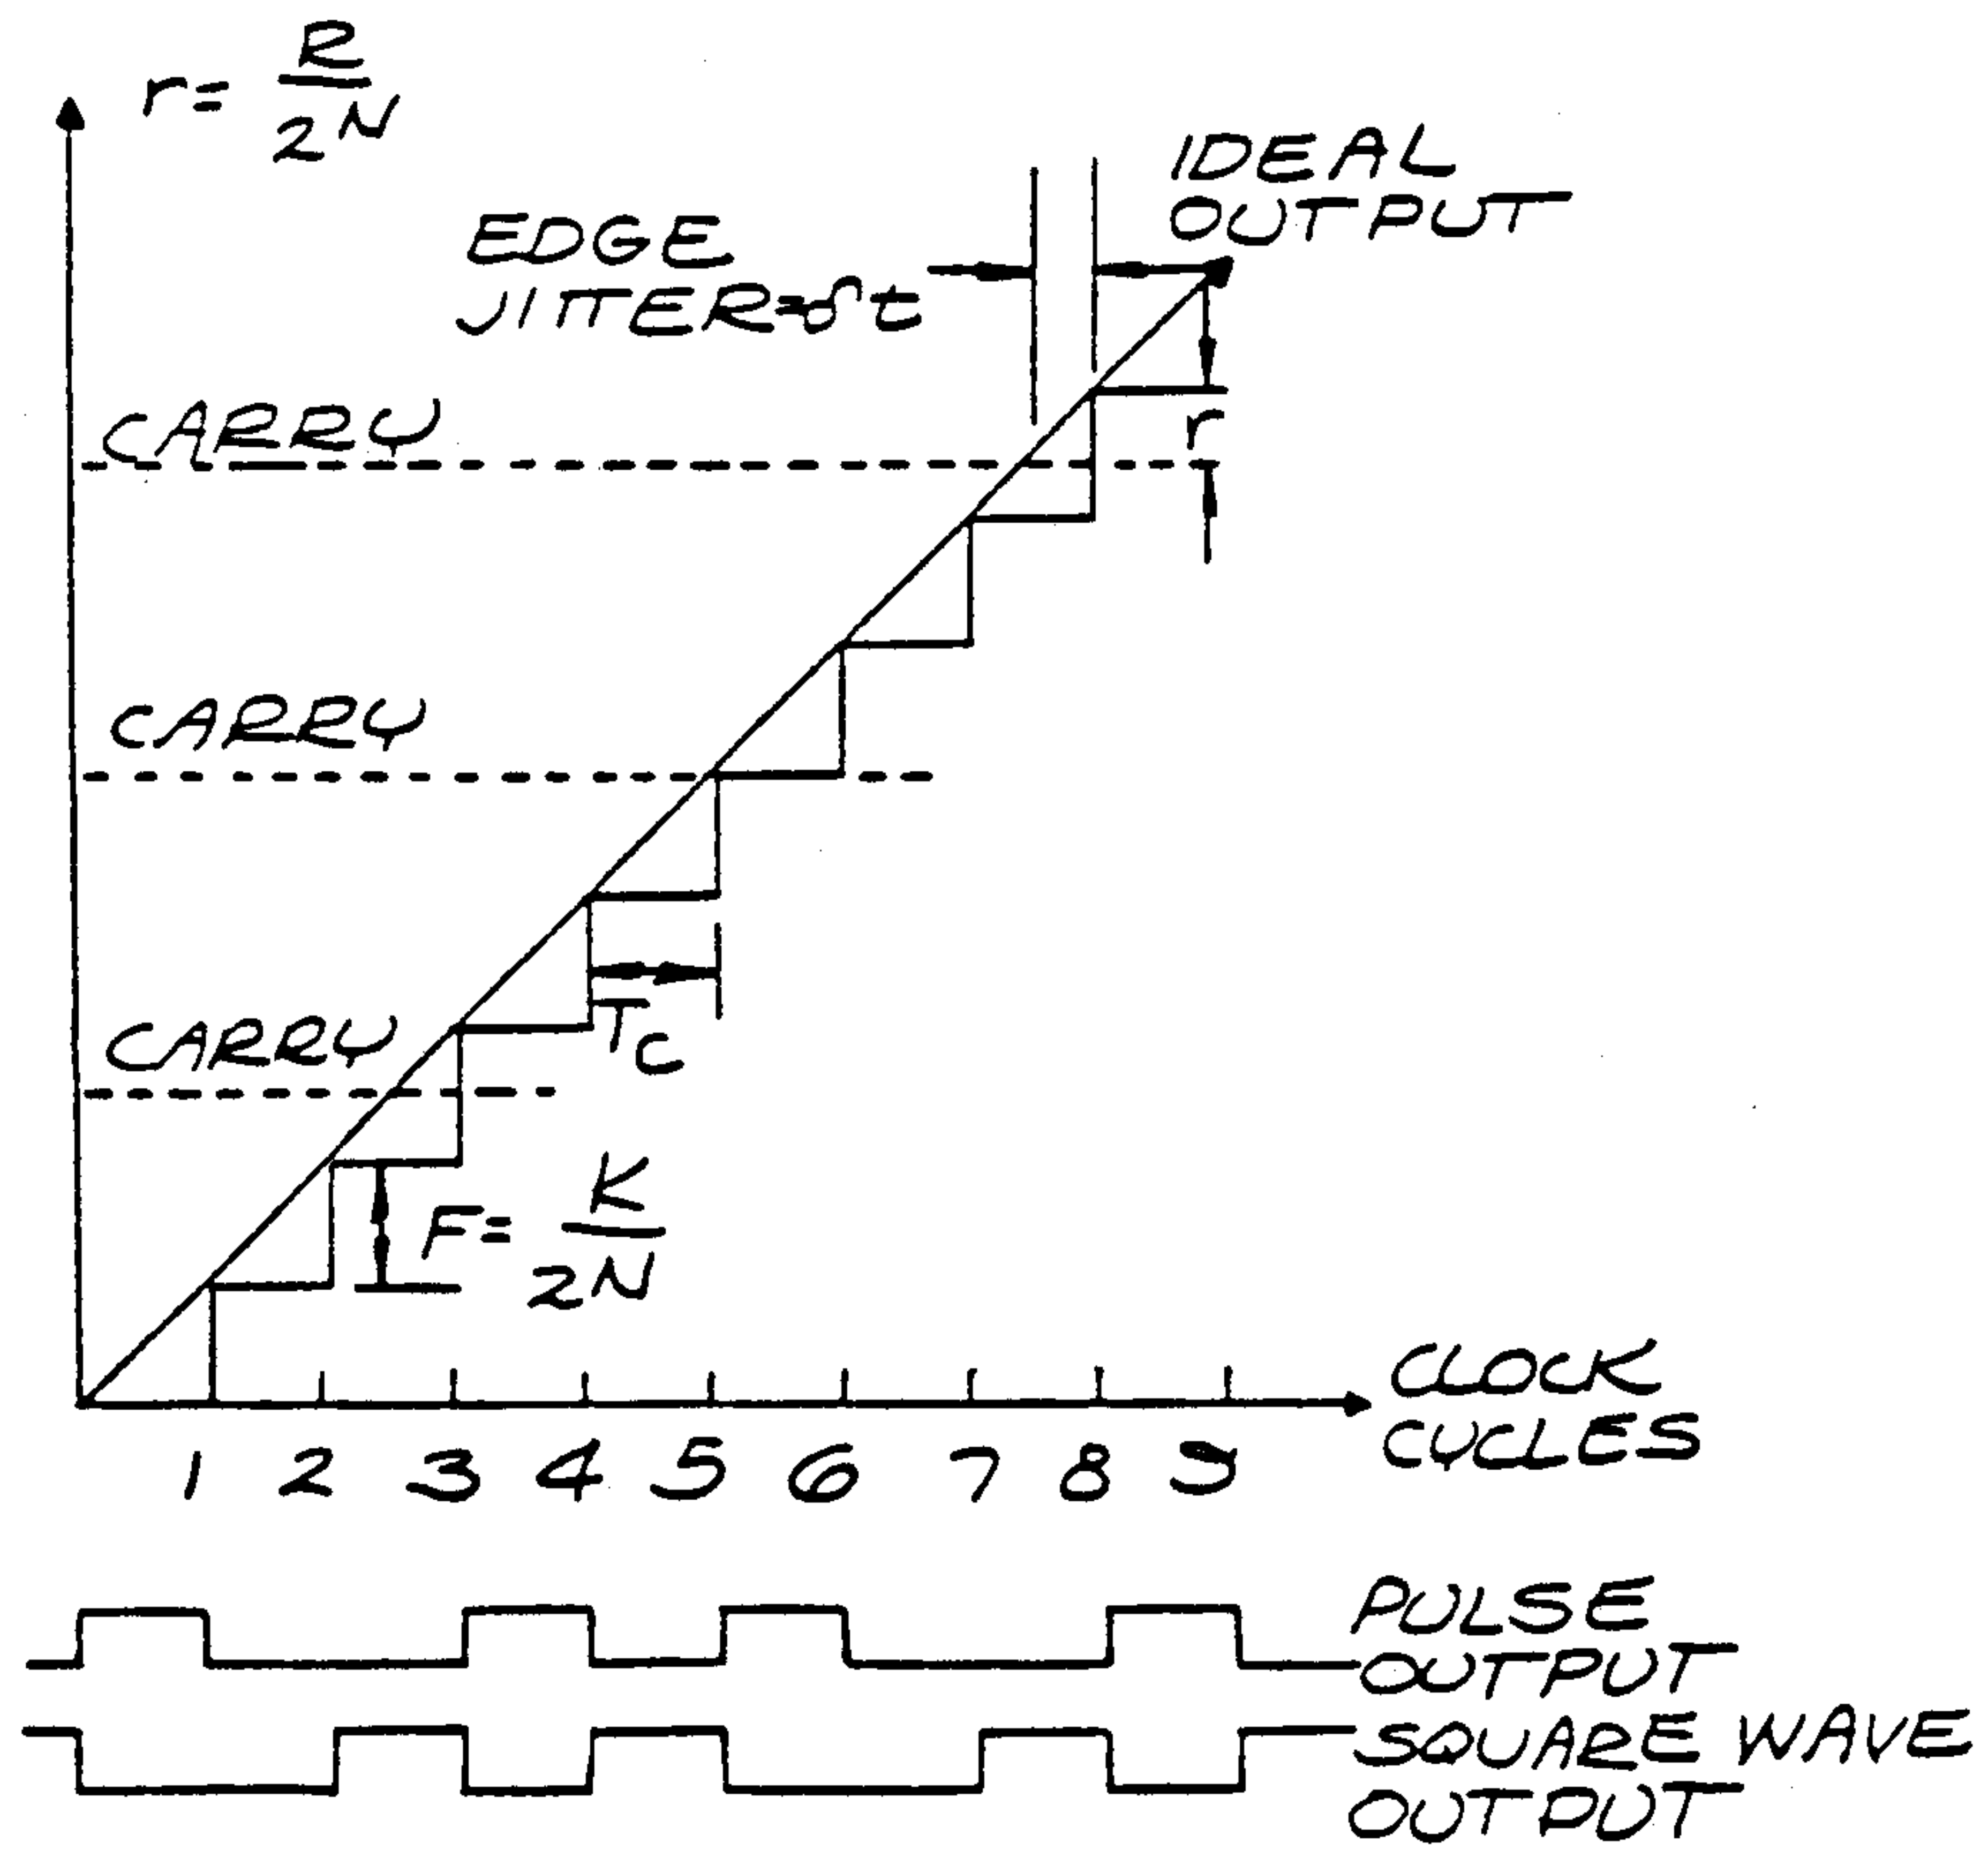 r= R
2N
IDEAL
OUTPUT
EDGE
JITTER=δt
CARRY
r
CARRY
CARRY
TC
F= K
2N
CLOCK
CYCLES
1 2 3 4 5 6 7 8 9
PULSE
OUTPUT
SQUARE WAVE
OUTPUT